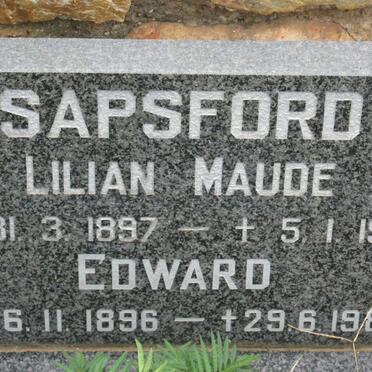 SAPSFORD
LILIAN MAUDE
31. 3. 1897 – † 5. 1. 19
EDWARD
6. 11. 1896 – † 29. 6. 19